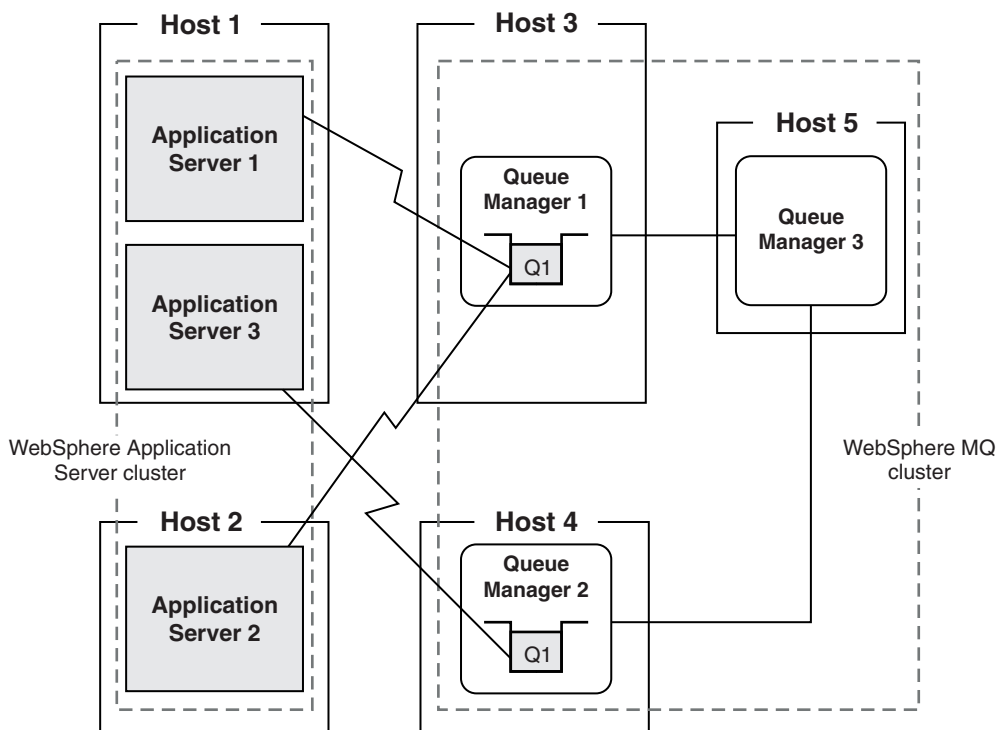 Host 1
Application
Server 1
Application
Server 3
WebSphere Application
Server cluster
Host 2
Application
Server 2
Host 3
Queue
Manager 1
Q1
Host 4
Queue
Manager 2
Q1
Host 5
Queue
Manager 3
WebSphere MQ
cluster